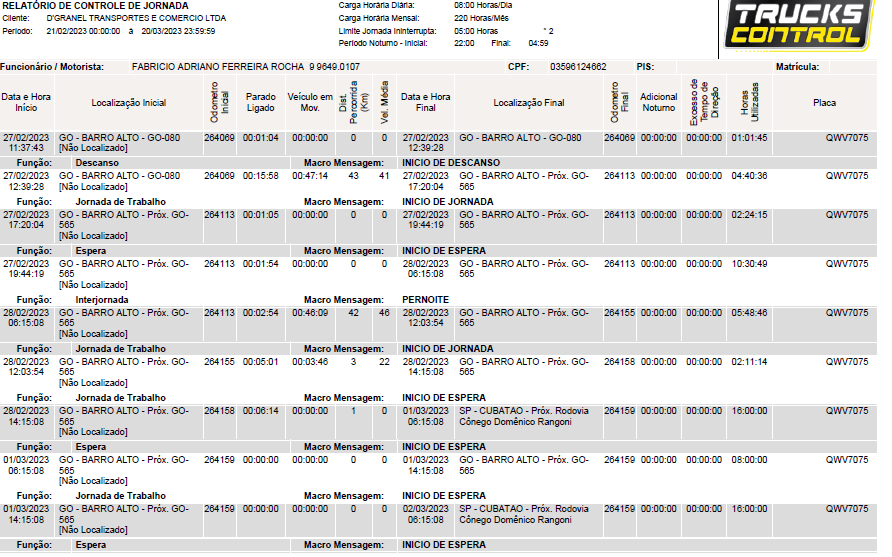 RELATÓRIO DE CONTROLE DE JORNADA
Cliente: D'GRANEL TRANSPORTES E COMERCIO LTDA
Período: 21/02/2023 00:00:00 à 20/03/2023 23:59:59
Carga Horária Diária: 08:00 Horas/Dia
Carga Horária Mensal: 220 Horas/Mês
Limite Jornada Ininterrupta: 05:00 Horas * 2
Período Noturno - Inicial: 22:00 Final: 04:59
TRUCKS
CONTROL
Funcionário / Motorista: FABRICIO ADRIANO FERREIRA ROCHA 9 9649.0107 CPF: 03596124662 PIS: Matrícula:
Data e Hora Início Localização Inicial Odometro Inicial Parado Ligado Veículo em Mov. Dist. Percorrida (Km) Vel. Média Data e Hora Final Localização Final Odometro Final Adicional Noturno Excesso de Tempo de Direção Horas Utilizadas Placa
27/02/2023 GO - BARRO ALTO - GO-080 264069 00:01:04 00:00:00 0 0 27/02/2023 GO - BARRO ALTO - GO-080 264069 00:00:00 00:00:00 01:01:45 QWV7075
11:37:43 [Não Localizado] 12:39:28
Função: Descanso Macro Mensagem: INICIO DE DESCANSO
27/02/2023 GO - BARRO ALTO - GO-080 264069 00:15:58 00:47:14 43 41 27/02/2023 GO - BARRO ALTO - Próx. GO- 264113 00:00:00 00:00:00 04:40:36 QWV7075
12:39:28 [Não Localizado] 17:20:04 565
Função: Jornada de Trabalho Macro Mensagem: INICIO DE JORNADA
27/02/2023 GO - BARRO ALTO - Próx. GO- 264113 00:01:05 00:00:00 0 0 27/02/2023 GO - BARRO ALTO - Próx. GO- 264113 00:00:00 00:00:00 02:24:15 QWV7075
17:20:04 565 19:44:19 565
[Não Localizado]
Função: Espera Macro Mensagem: INICIO DE ESPERA
27/02/2023 GO - BARRO ALTO - Próx. GO- 264113 00:01:54 00:00:00 0 0 28/02/2023 GO - BARRO ALTO - Próx. GO- 264113 00:00:00 00:00:00 10:30:49 QWV7075
19:44:19 565 06:15:08 565
[Não Localizado]
Função: Interjornada Macro Mensagem: PERNOITE
28/02/2023 GO - BARRO ALTO - Próx. GO- 264113 00:02:54 00:46:09 42 46 28/02/2023 GO - BARRO ALTO - Próx. GO- 264155 00:00:00 00:00:00 05:48:46 QWV7075
06:15:08 565 12:03:54 565
[Não Localizado]
Função: Jornada de Trabalho Macro Mensagem: INICIO DE JORNADA
28/02/2023 GO - BARRO ALTO - Próx. GO- 264155 00:05:01 00:03:46 3 22 28/02/2023 GO - BARRO ALTO - Próx. GO- 264158 00:00:00 00:00:00 02:11:14 QWV7075
12:03:54 565 14:15:08 565
[Não Localizado]
Função: Jornada de Trabalho Macro Mensagem: INICIO DE ESPERA
28/02/2023 GO - BARRO ALTO - Próx. GO- 264158 00:06:14 00:00:00 1 0 01/03/2023 SP - CUBATAO - Próx. Rodovia 264159 00:00:00 00:00:00 16:00:00 QWV7075
14:15:08 565 06:15:08 Cônego Domênico Rangoni
[Não Localizado]
Função: Espera Macro Mensagem: INICIO DE ESPERA
01/03/2023 GO - BARRO ALTO - Próx. GO- 264159 00:00:00 00:00:00 0 0 01/03/2023 GO - BARRO ALTO - Próx. GO- 264159 00:00:00 00:00:00 08:00:00 QWV7075
06:15:08 565 14:15:08 565
[Não Localizado]
Função: Jornada de Trabalho Macro Mensagem: INICIO DE ESPERA
01/03/2023 GO - BARRO ALTO - Próx. GO- 264159 00:00:00 00:00:00 0 0 02/03/2023 SP - CUBATAO - Próx. Rodovia 264159 00:00:00 00:00:00 16:00:00 QWV7075
14:15:08 565 06:15:08 Cônego Domênico Rangoni
[Não Localizado]
Função: Espera Macro Mensagem: INICIO DE ESPERA